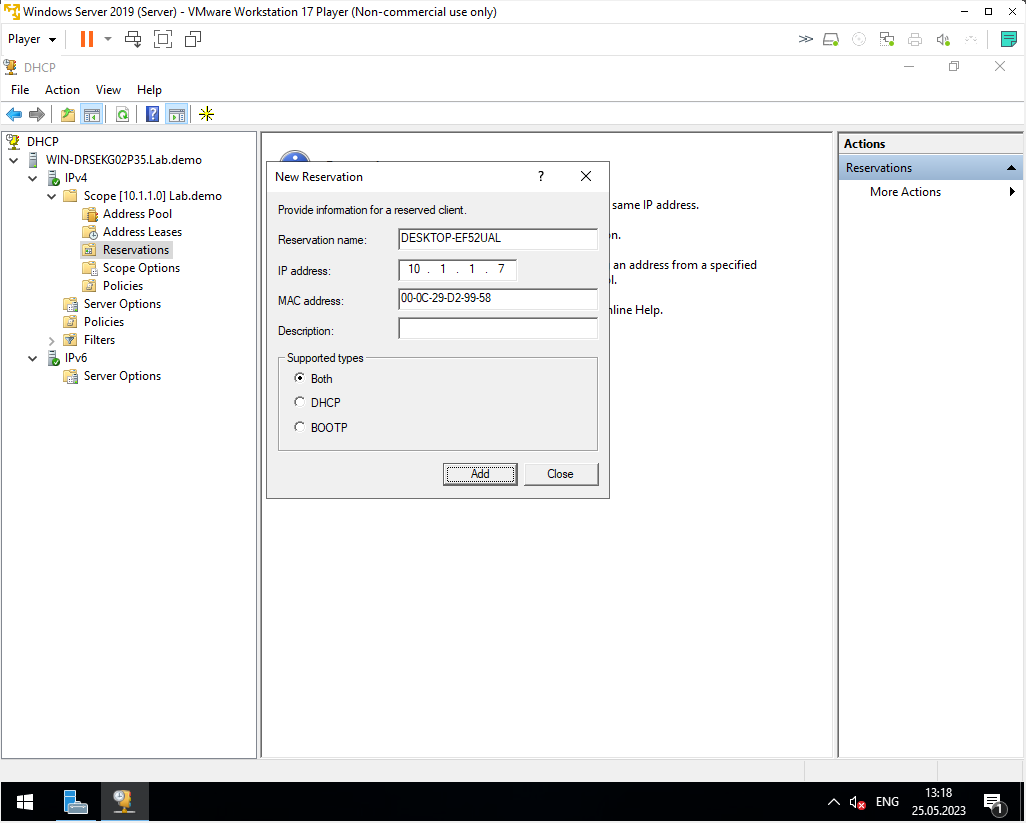 Windows Server 2019 (Server) - VMware Workstation 17 Player (Non-commercial use only)
Player
DHCP
File Action View Help
DHCP
WIN-DRSEKG02P35.Lab.demo
IPv4
Scope [10.1.1.0] Lab.demo
Address Pool
Address Leases
Reservations
Scope Options
Policies
Server Options
Policies
Filters
IPv6
Server Options
New Reservation
?
Provide information for a reserved client.
Reservation name: DESKTOP-EF52UAL
IP address: 10 . 1 . 1 . 7
MAC address: 00-0C-29-D2-99-58
Description:
Supported types
Both
DHCP
BOOTP
Add Close
same IP address.
an address from a specified
line Help.
Actions
Reservations
More Actions
ENG
13:18
25.05.2023
1